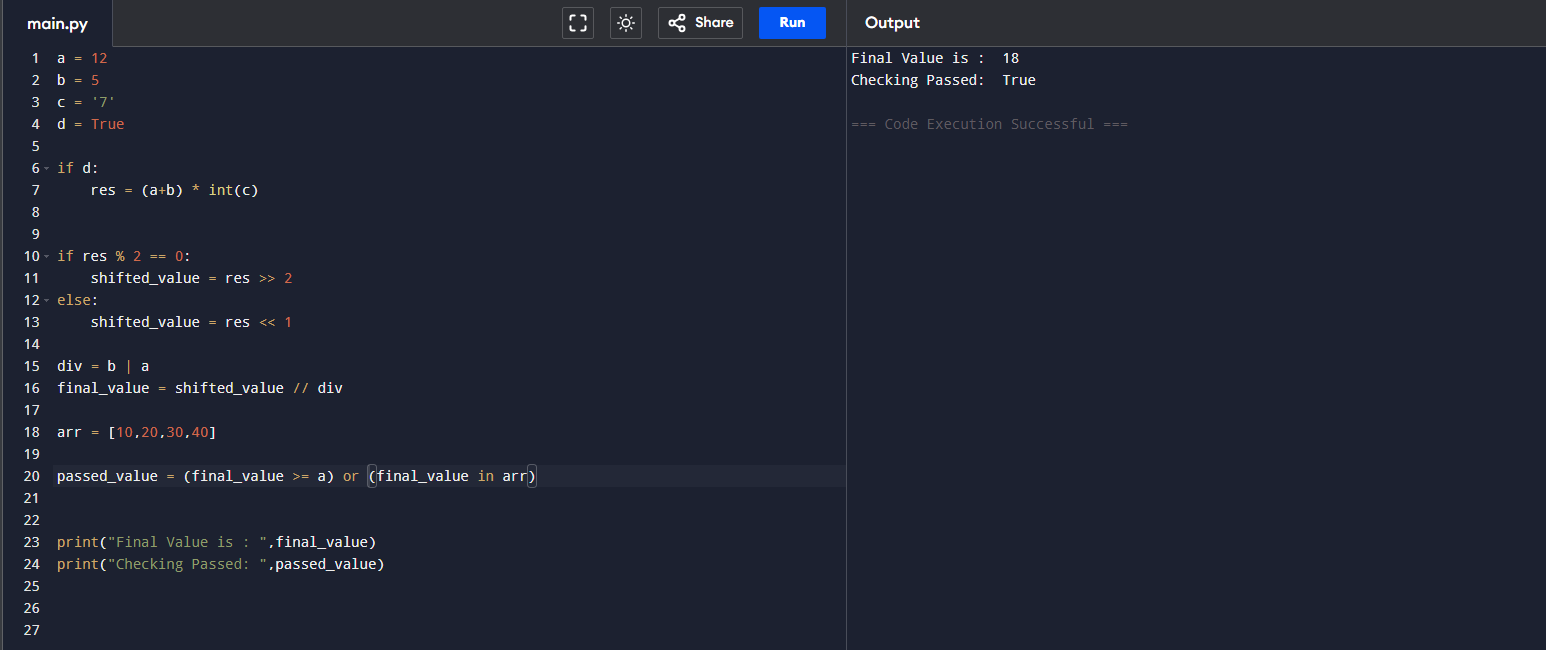 main.py
Share
Run
Output
1 a = 12
2 b = 5
3 c = '7'
4 d = True
5
6 if d:
7     res = (a+b) * int(c)
8
9
10 if res % 2 == 0:
11     shifted_value = res >> 2
12 else:
13     shifted_value = res << 1
14
15 div = b | a
16 final_value = shifted_value // div
17
18 arr = [10,20,30,40]
19
20 passed_value = (final_value >= a) or (final_value in arr)
21
22
23 print("Final Value is : ",final_value)
24 print("Checking Passed: ",passed_value)
25
26
27
Final Value is :  18
Checking Passed:  True
=== Code Execution Successful ===